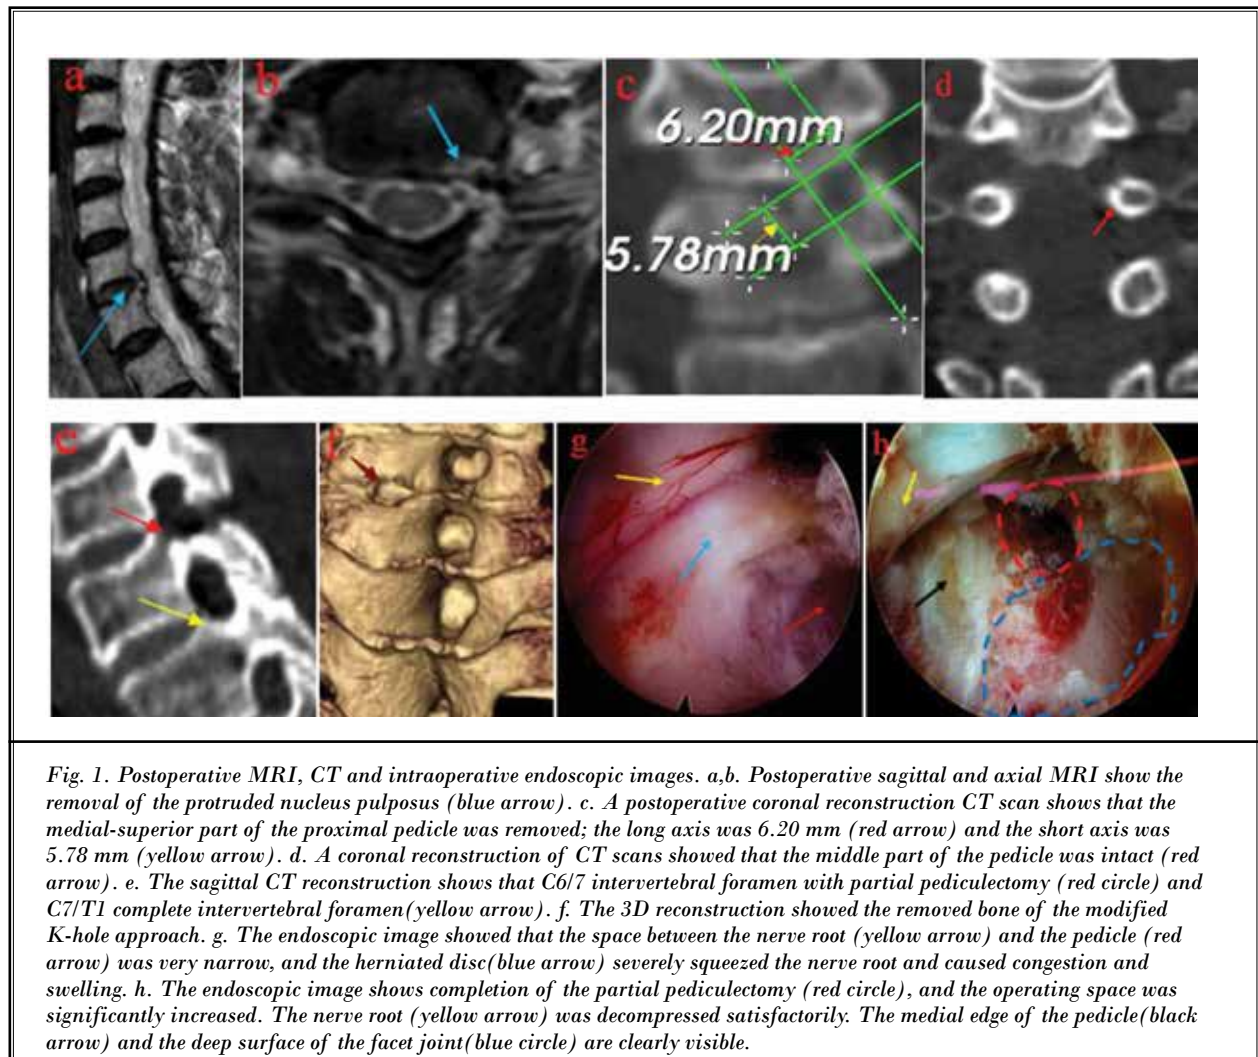 a
b
c
6.20mm
5.78mm
d
e
f
g
h
Fig. 1. Postoperative MRI, CT and intraoperative endoscopic images. a,b. Postoperative sagittal and axial MRI show the
removal of the protruded nucleus pulposus (blue arrow). c. A postoperative coronal reconstruction CT scan shows that the
medial-superior part of the proximal pedicle was removed; the long axis was 6.20 mm (red arrow) and the short axis was
5.78 mm (yellow arrow). d. A coronal reconstruction of CT scans showed that the middle part of the pedicle was intact (red
arrow). e. The sagittal CT reconstruction shows that C6/7 intervertebral foramen with partial pediculectomy (red circle) and
C7/T1 complete intervertebral foramen(yellow arrow). f. The 3D reconstruction showed the removed bone of the modified
K-hole approach. g. The endoscopic image showed that the space between the nerve root (yellow arrow) and the pedicle (red
arrow) was very narrow, and the herniated disc(blue arrow) severely squeezed the nerve root and caused congestion and
swelling. h. The endoscopic image shows completion of the partial pediculectomy (red circle), and the operating space was
significantly increased. The nerve root (yellow arrow) was decompressed satisfactorily. The medial edge of the pedicle(black
arrow) and the deep surface of the facet joint(blue circle) are clearly visible.